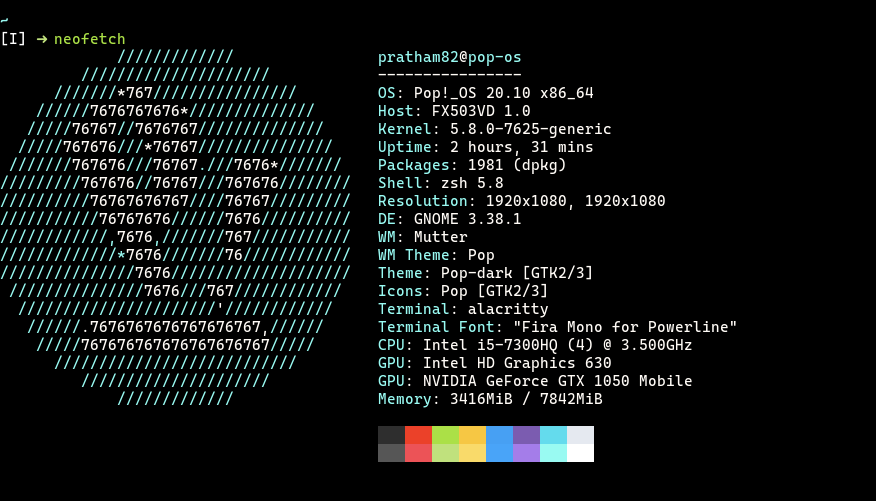 ~
[I] ➜ neofetch
/////////////
/////////////////////
///////*767////////////////
//////7676767676*//////////////
/////76767//7676767//////////////
/////767676///*76767///////////////
///////767676///76767.///7676*///////
/////////767676//76767///767676////////
//////////76767676767////76767/////////
///////////76767676//////7676//////////
////////////,7676,///////767///////////
/////////////*7676///////76////////////
///////////////7676////////////////////
///////////////7676///767////////////
//////////////////////'////////////
//////.7676767676767676767,//////
/////767676767676767676767/////
///////////////////////////
/////////////////////
/////////////
pratham82@pop-os
----------------
OS: Pop!_OS 20.10 x86_64
Host: FX503VD 1.0
Kernel: 5.8.0-7625-generic
Uptime: 2 hours, 31 mins
Packages: 1981 (dpkg)
Shell: zsh 5.8
Resolution: 1920x1080, 1920x1080
DE: GNOME 3.38.1
WM: Mutter
WM Theme: Pop
Theme: Pop-dark [GTK2/3]
Icons: Pop [GTK2/3]
Terminal: alacritty
Terminal Font: "Fira Mono for Powerline"
CPU: Intel i5-7300HQ (4) @ 3.500GHz
GPU: Intel HD Graphics 630
GPU: NVIDIA GeForce GTX 1050 Mobile
Memory: 3416MiB / 7842MiB